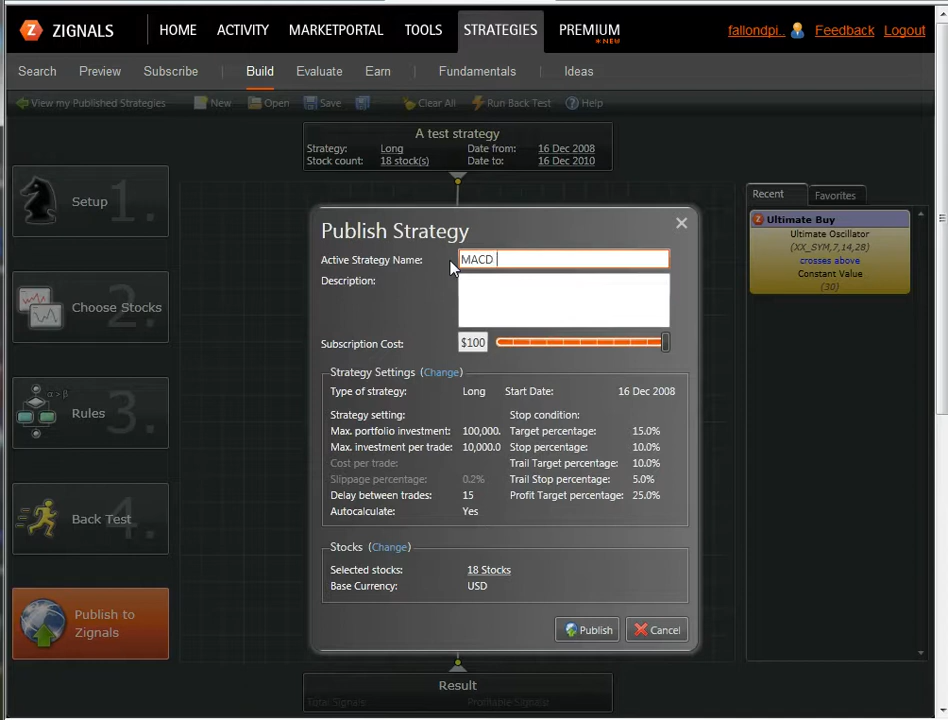 ZIGNALS
HOME ACTIVITY MARKETPORTAL TOOLS STRATEGIES PREMIUM
NEW
fallondpi.. Feedback Logout
Search Preview Subscribe Build Evaluate Earn Fundamentals Ideas
View my Published Strategies New Open Save Clear All Run Back Test Help
A test strategy
Strategy: Long Date from: 16 Dec 2008
Stock count: 18 stock(s) Date to: 16 Dec 2010
Setup 1.
Choose Stocks 2.
α>β
Rules 3.
Back Test 4.
Publish to
Zignals
Publish Strategy
Active Strategy Name: MACD
Description:
Subscription Cost: $100
Strategy Settings (Change)
Type of strategy: Long Start Date: 16 Dec 2008
Strategy setting: Stop condition:
Max. portfolio investment: 100,000. Target percentage: 15.0%
Max. investment per trade: 10,000.0 Stop percentage: 10.0%
Cost per trade: Trail Target percentage: 10.0%
Slippage percentage: 0.2% Trail Stop percentage: 5.0%
Delay between trades: 15 Profit Target percentage: 25.0%
Autocalculate: Yes
Stocks (Change)
Selected stocks: 18 Stocks
Base Currency: USD
Publish Cancel
Recent Favorites
Ultimate Buy
Ultimate Oscillator
(XX_SYM,7,14,28)
crosses above
Constant Value
(30)
Result
Total Signals Profitable Signals